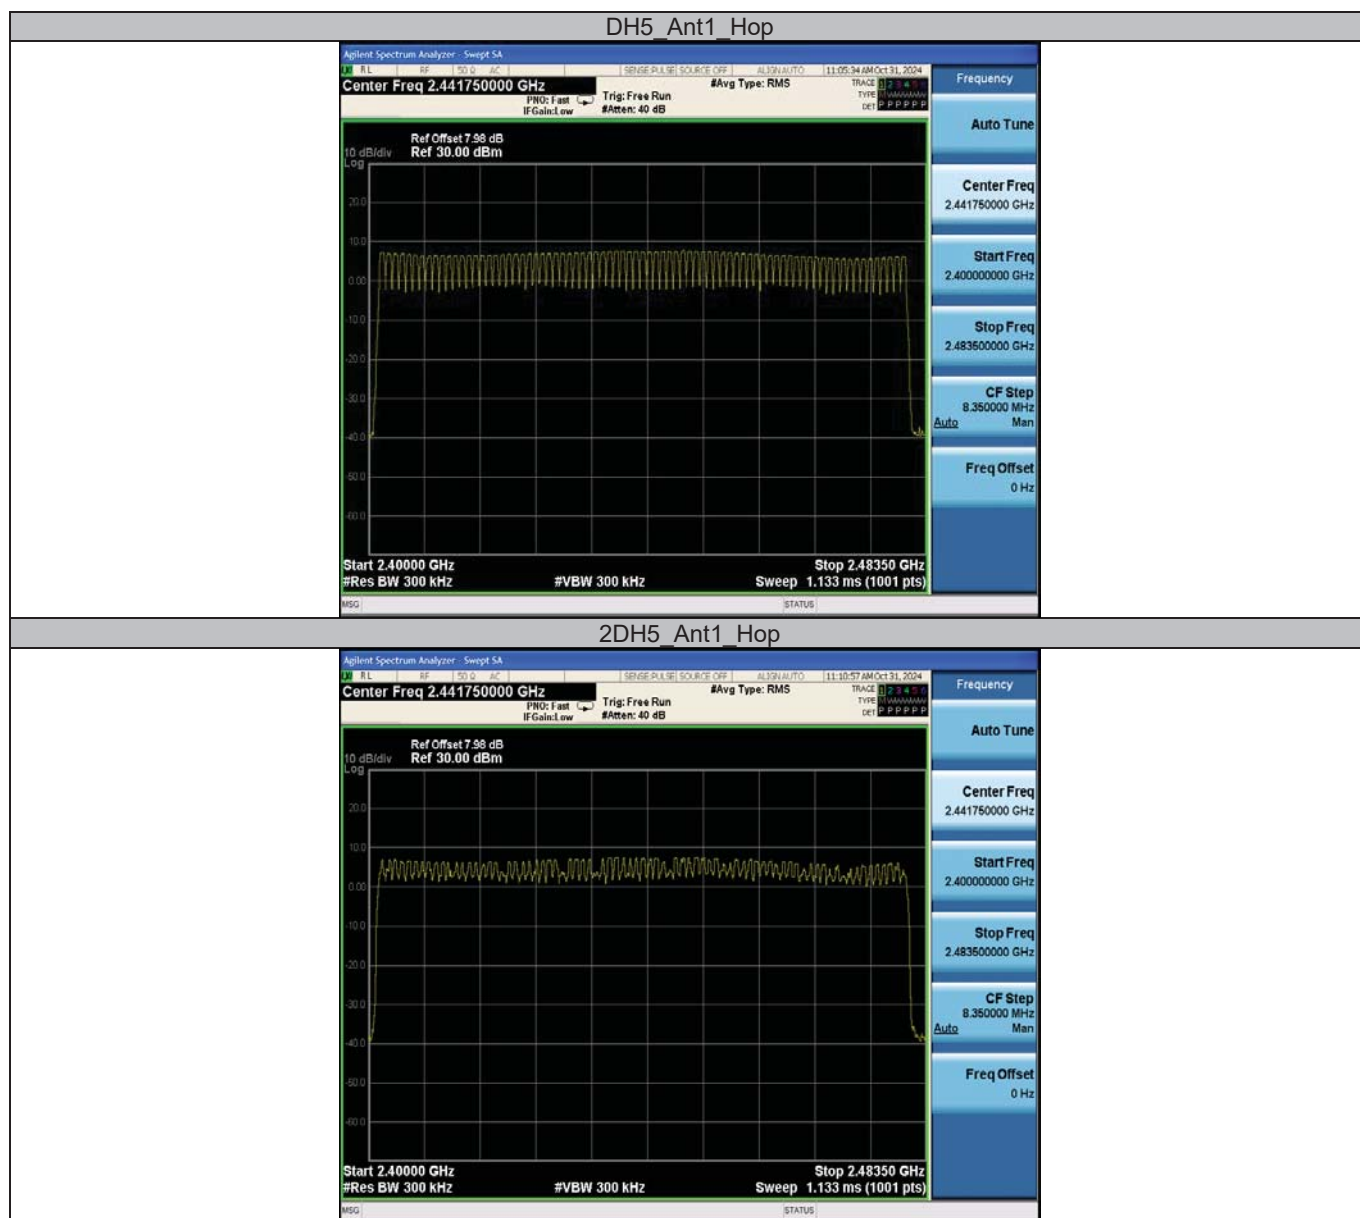 DH5_Ant1_Hop
Agilent Spectrum Analyzer - Swept SA
RL RF 50 Ω AC SENSE:PULSE SOURCE OFF ALIGN AUTO 11:05:34 AM Oct 31, 2024
Center Freq 2.441750000 GHz
PNO: Fast
IFGain:Low
Trig: Free Run
#Atten: 40 dB
#Avg Type: RMS
TRACE 1 2 3 4 5 6
TYPE
DET P P P P P P
Ref Offset 7.98 dB
10 dB/div Ref 30.00 dBm
Log
20.0
10.0
0.00
-10.0
-20.0
-30.0
-40.0
-50.0
-60.0
Start 2.40000 GHz Stop 2.48350 GHz
#Res BW 300 kHz #VBW 300 kHz Sweep 1.133 ms (1001 pts)
MSG STATUS
Frequency
Auto Tune
Center Freq
2.441750000 GHz
Start Freq
2.400000000 GHz
Stop Freq
2.483500000 GHz
CF Step
8.350000 MHz
Auto Man
Freq Offset
0 Hz
2DH5_Ant1_Hop
Agilent Spectrum Analyzer - Swept SA
RL RF 50 Ω AC SENSE:PULSE SOURCE OFF ALIGN AUTO 11:10:57 AM Oct 31, 2024
Center Freq 2.441750000 GHz
PNO: Fast
IFGain:Low
Trig: Free Run
#Atten: 40 dB
#Avg Type: RMS
TRACE 1 2 3 4 5 6
TYPE
DET P P P P P P
Ref Offset 7.98 dB
10 dB/div Ref 30.00 dBm
Log
20.0
10.0
0.00
-10.0
-20.0
-30.0
-40.0
-50.0
-60.0
Start 2.40000 GHz Stop 2.48350 GHz
#Res BW 300 kHz #VBW 300 kHz Sweep 1.133 ms (1001 pts)
MSG STATUS
Frequency
Auto Tune
Center Freq
2.441750000 GHz
Start Freq
2.400000000 GHz
Stop Freq
2.483500000 GHz
CF Step
8.350000 MHz
Auto Man
Freq Offset
0 Hz